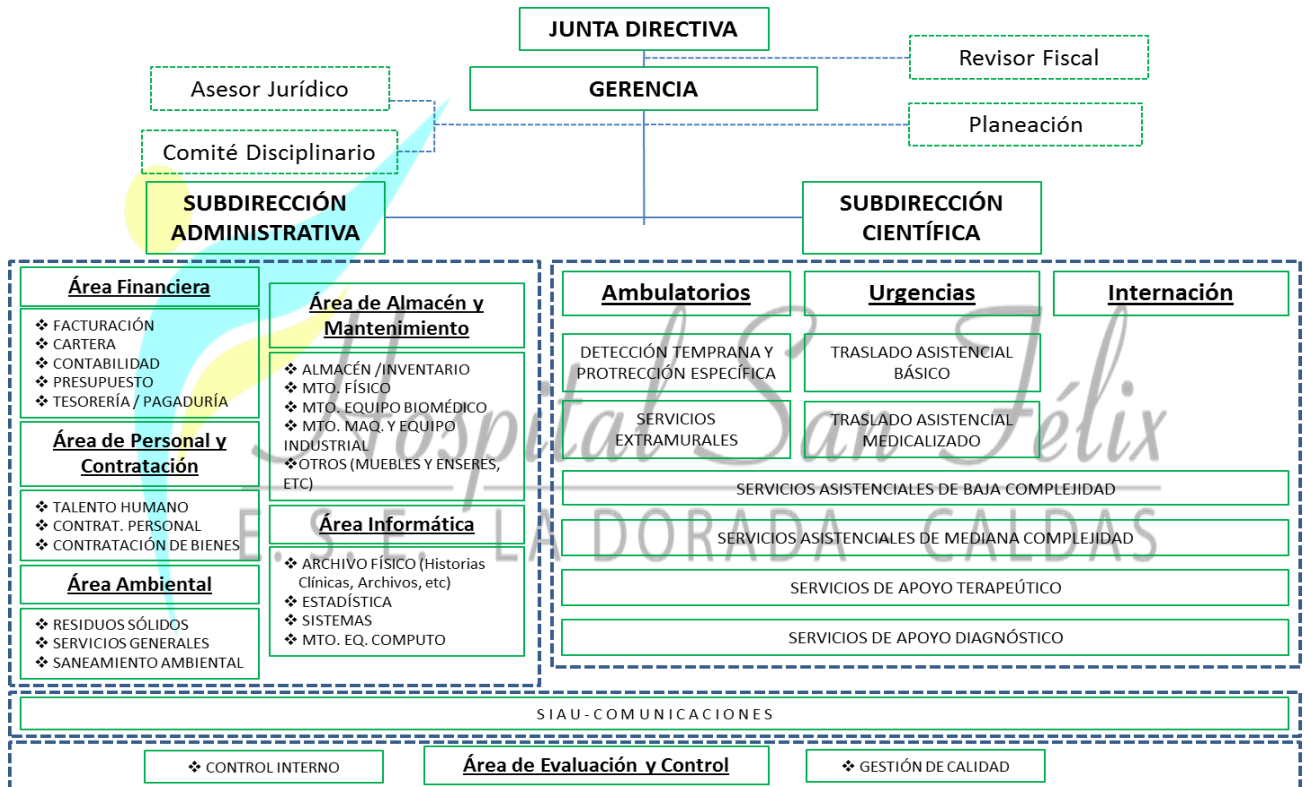 JUNTA DIRECTIVA
Revisor Fiscal
Asesor Jurídico
GERENCIA
Planeación
Comité Disciplinario
SUBDIRECCIÓN
ADMINISTRATIVA
SUBDIRECCIÓN
CIENTÍFICA
Área Financiera
❖ FACTURACIÓN
❖ CARTERA
❖ CONTABILIDAD
❖ PRESUPUESTO
❖ TESORERÍA / PAGADURÍA
Área de Personal y
Contratación
❖ TALENTO HUMANO
❖ CONTRAT. PERSONAL
❖ CONTRATACIÓN DE BIENES
Área Ambiental
❖ RESIDUOS SÓLIDOS
❖ SERVICIOS GENERALES
❖ SANEAMIENTO AMBIENTAL
Área de Almacén y
Mantenimiento
❖ ALMACÉN /INVENTARIO
❖ MTO. FÍSICO
❖ MTO. EQUIPO BIOMÉDICO
❖ MTO. MAQ. Y EQUIPO
INDUSTRIAL
❖OTROS (MUEBLES Y ENSERES,
ETC)
Área Informática
❖ ARCHIVO FÍSICO (Historias
Clínicas, Archivos, etc)
❖ ESTADÍSTICA
❖ SISTEMAS
❖ MTO. EQ. COMPUTO
Ambulatorios
Urgencias
Internación
DETECCIÓN TEMPRANA Y
PROTRECCIÓN ESPECÍFICA
TRASLADO ASISTENCIAL
BÁSICO
SERVICIOS
EXTRAMURALES
TRASLADO ASISTENCIAL
MEDICALIZADO
SERVICIOS ASISTENCIALES DE BAJA COMPLEJIDAD
SERVICIOS ASISTENCIALES DE MEDIANA COMPLEJIDAD
SERVICIOS DE APOYO TERAPEÚTICO
SERVICIOS DE APOYO DIAGNÓSTICO
Hospital San Félix
E. S. E. LA DORADA - CALDAS
SIAU-COMUNICACIONES
❖ CONTROL INTERNO
Área de Evaluación y Control
❖ GESTIÓN DE CALIDAD